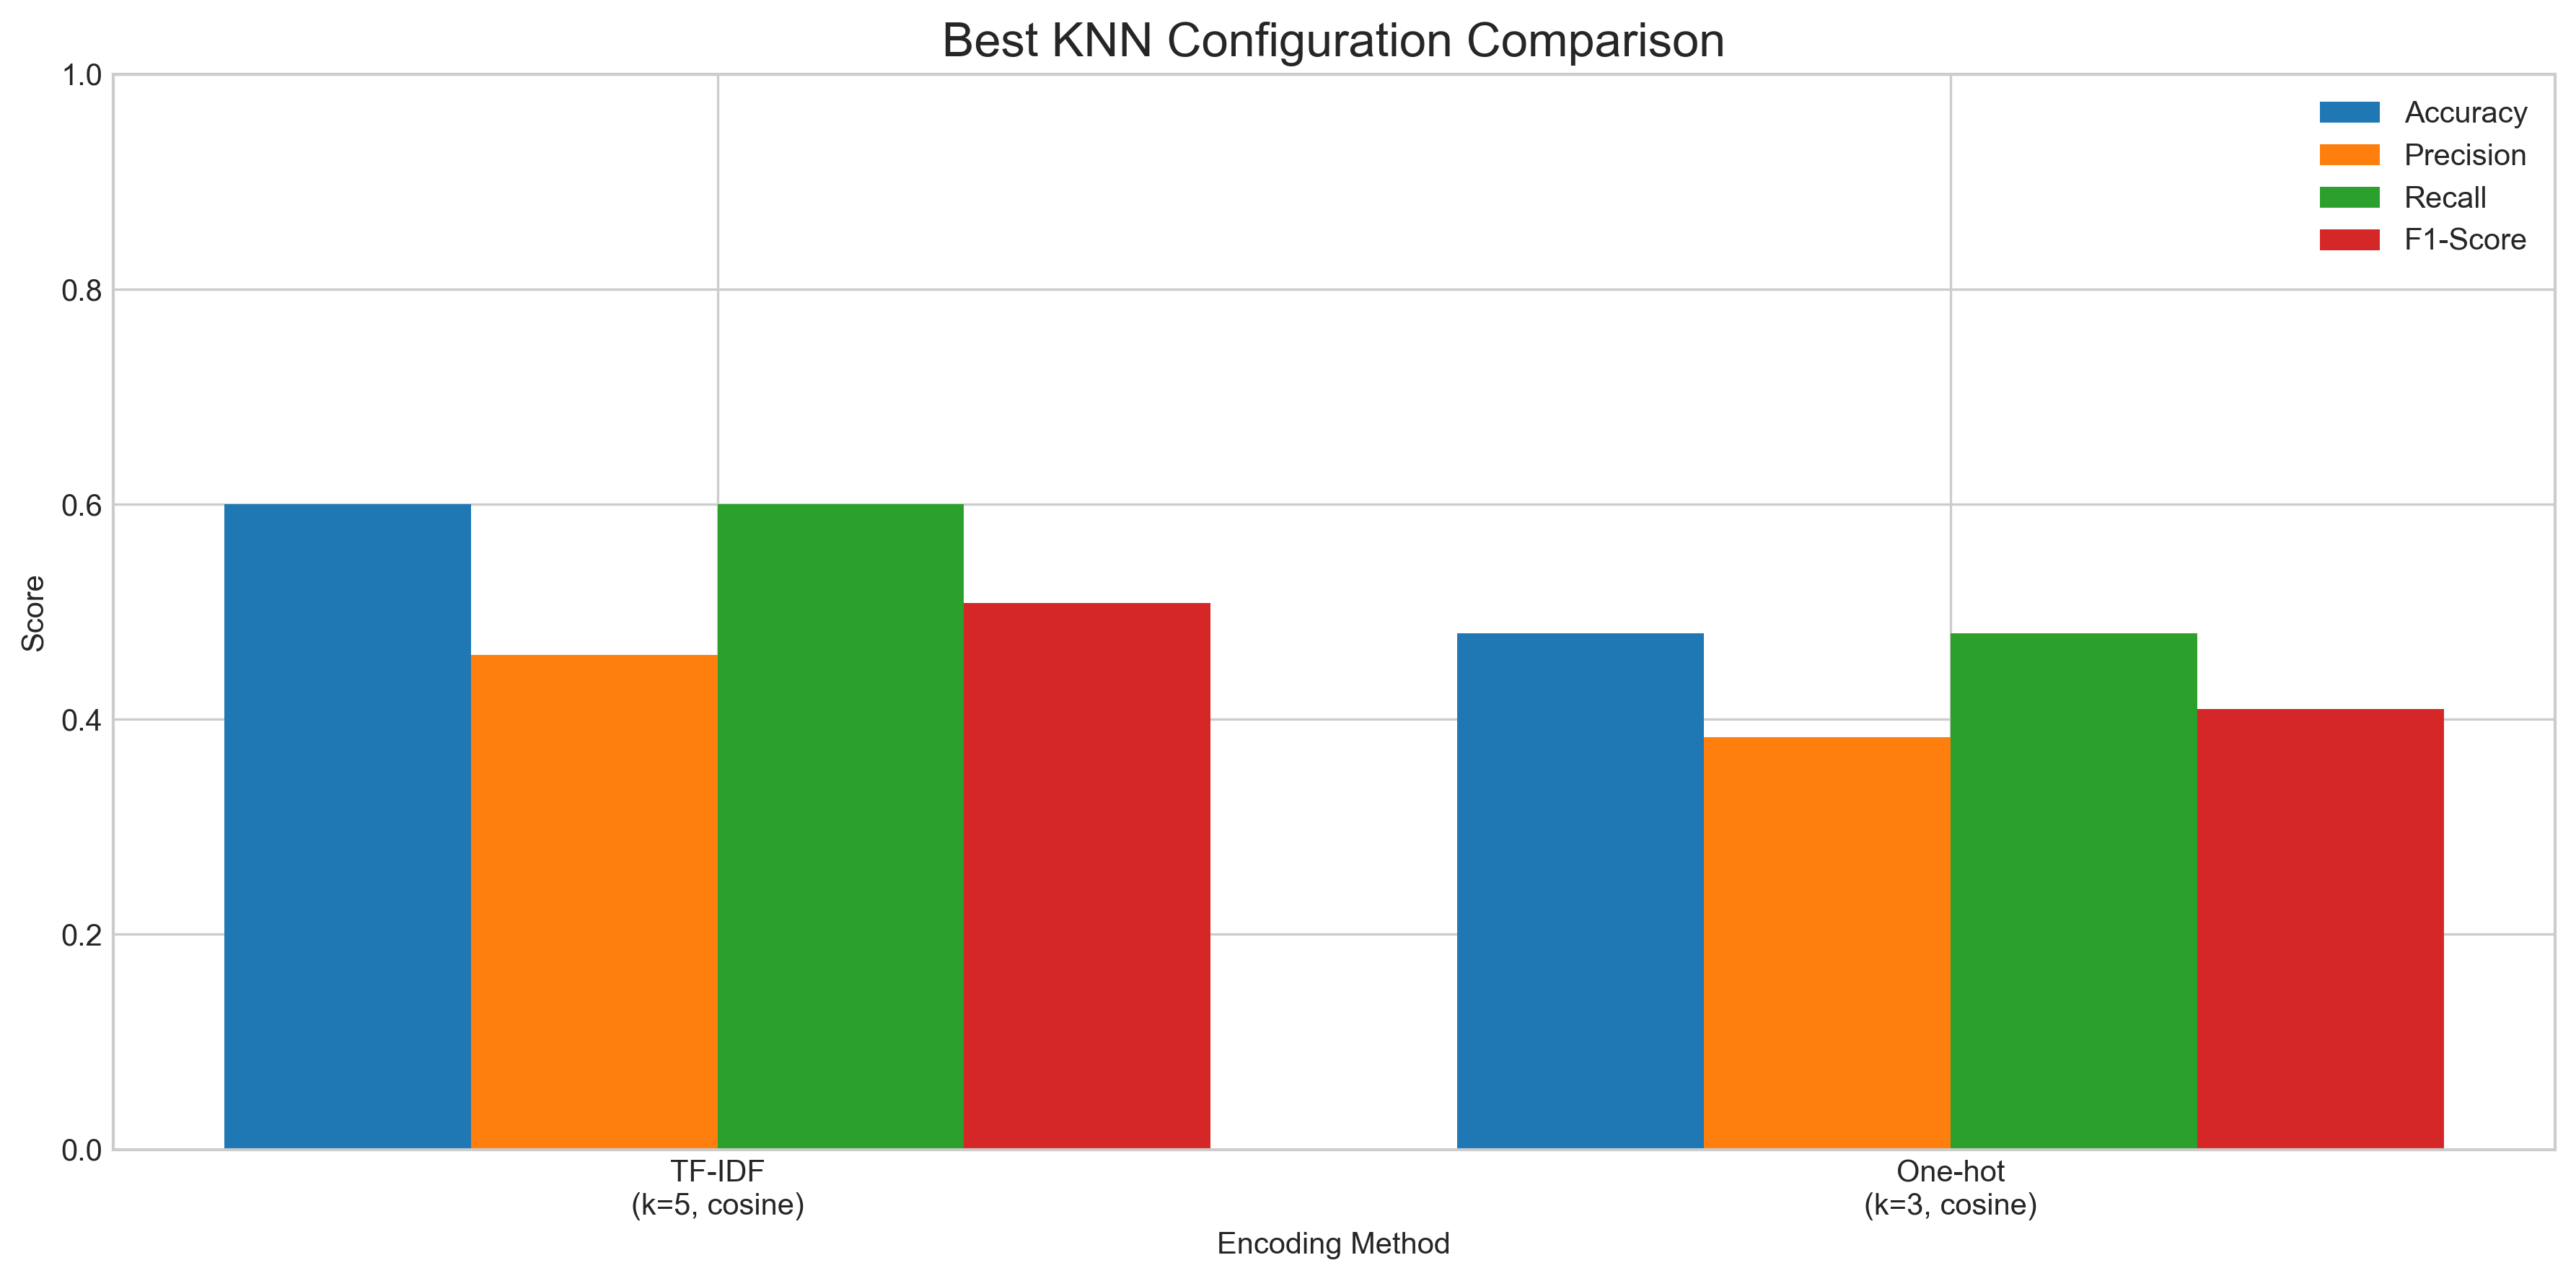 Best KNN Configuration Comparison
1.0
0.8
0.6
0.4
0.2
0.0
Score
Accuracy
Precision
Recall
F1-Score
TF-IDF
(k=5, cosine)
One-hot
(k=3, cosine)
Encoding Method